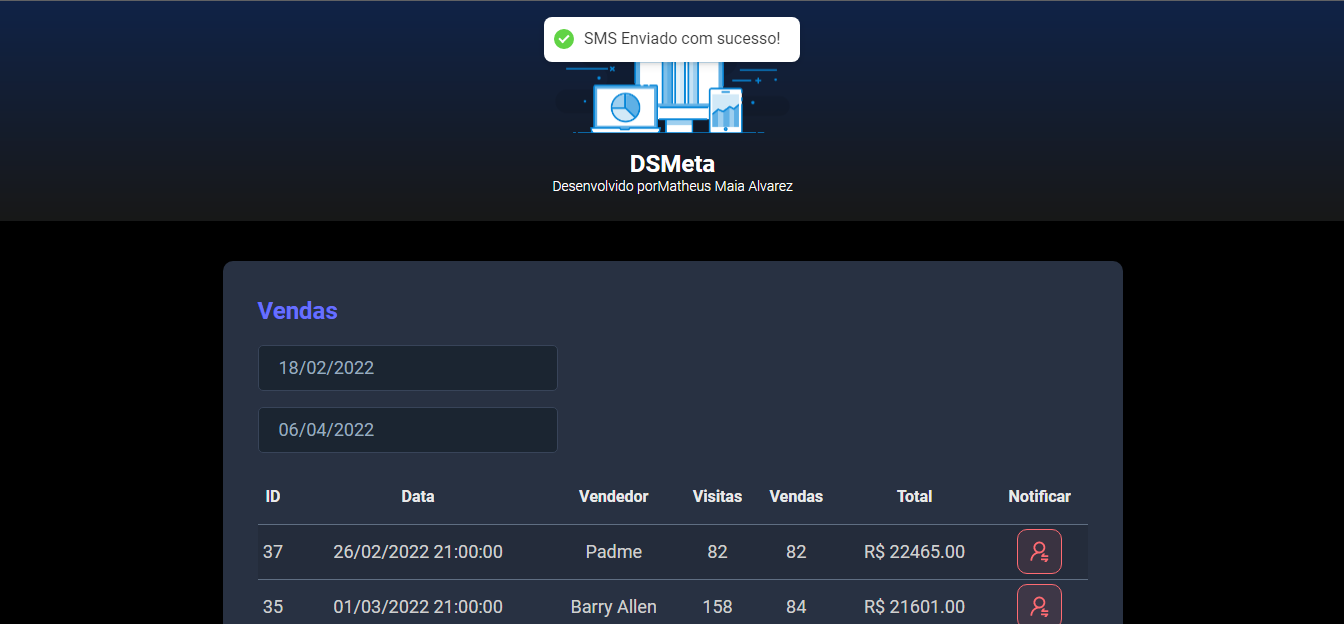 SMS Enviado com sucesso!
DSMeta
Desenvolvido porMatheus Maia Alvarez
Vendas
18/02/2022
06/04/2022
ID Data Vendedor Visitas Vendas Total Notificar
37 26/02/2022 21:00:00 Padme 82 82 R$ 22465.00
35 01/03/2022 21:00:00 Barry Allen 158 84 R$ 21601.00